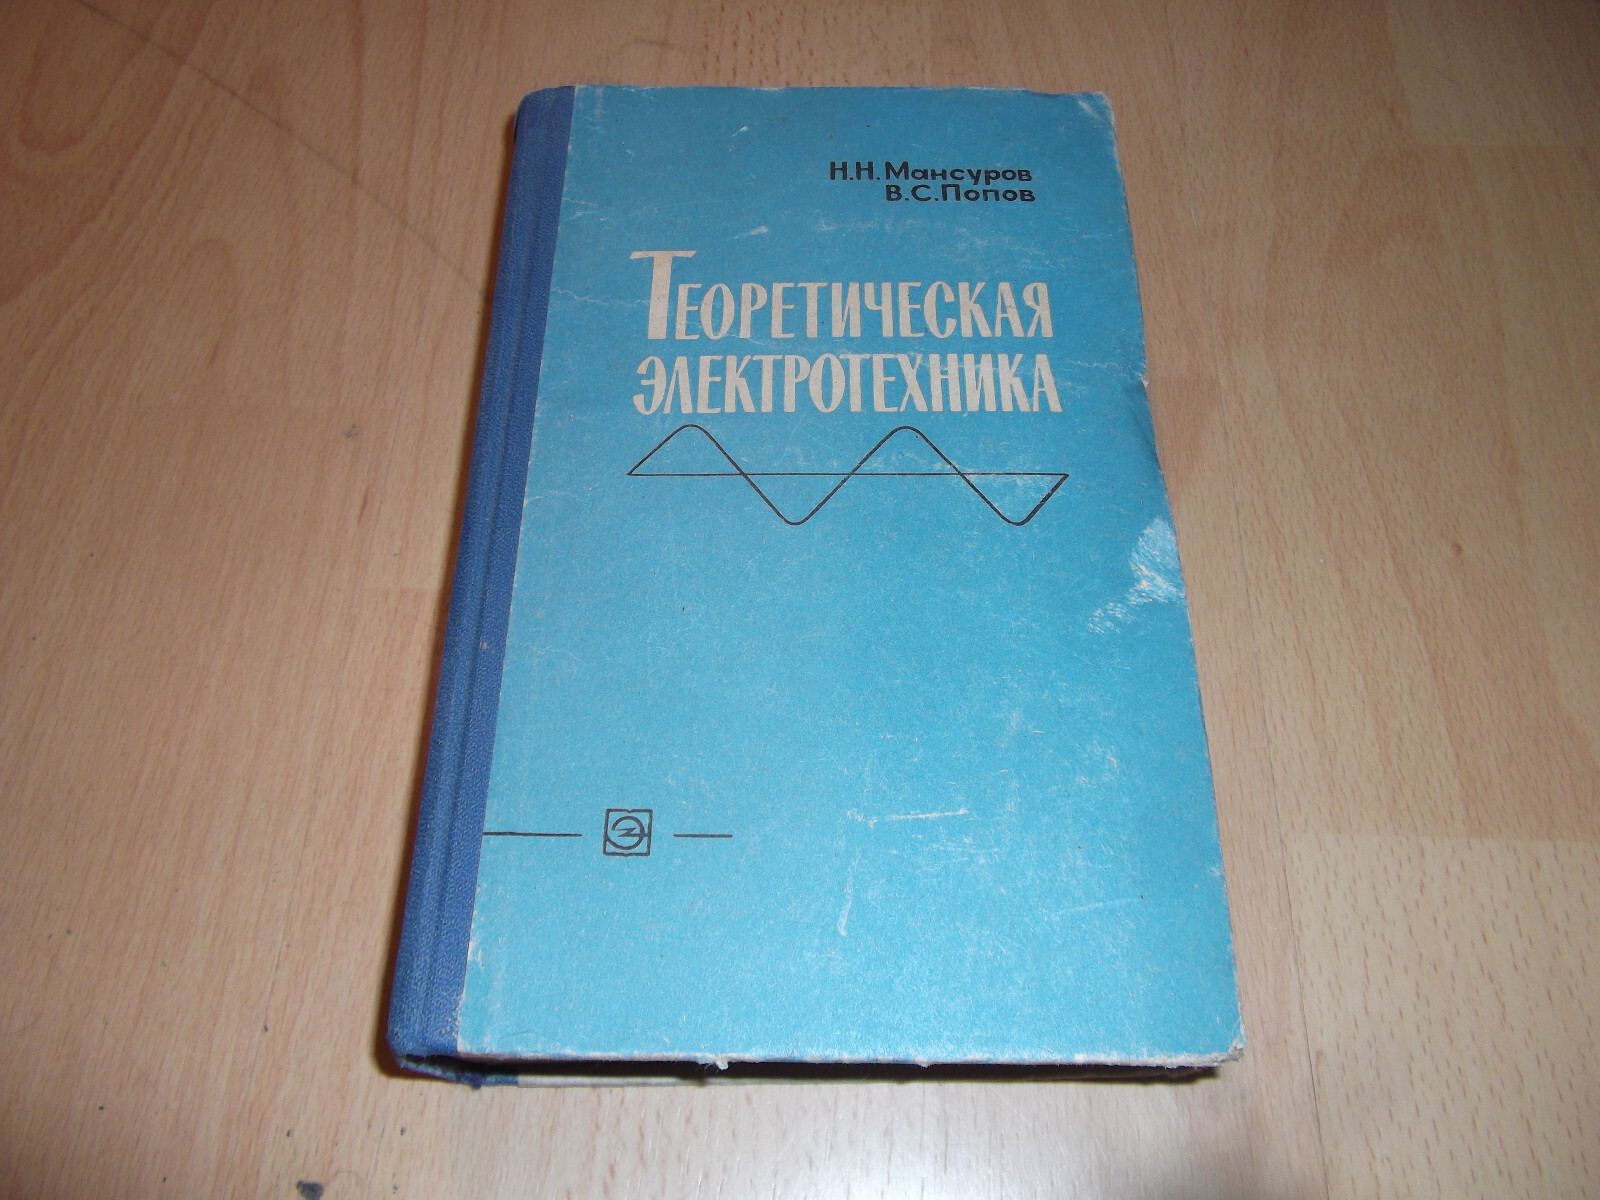 Н.Н.Мансуров
В.С.Попов
ТЕОРЕТИЧЕСКАЯ
ЭЛЕКТРОТЕХНИКА
Э